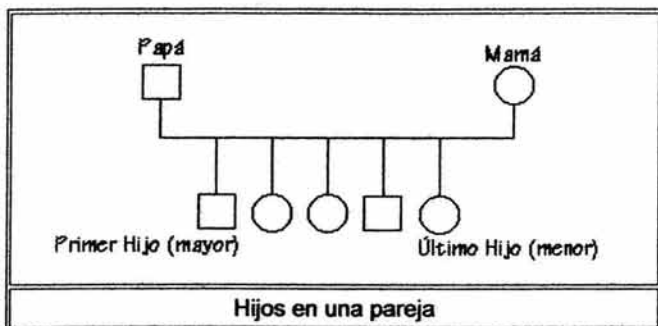 Papá
Mamá
Primer Hijo (mayor)
Último Hijo (menor)
Hijos en una pareja